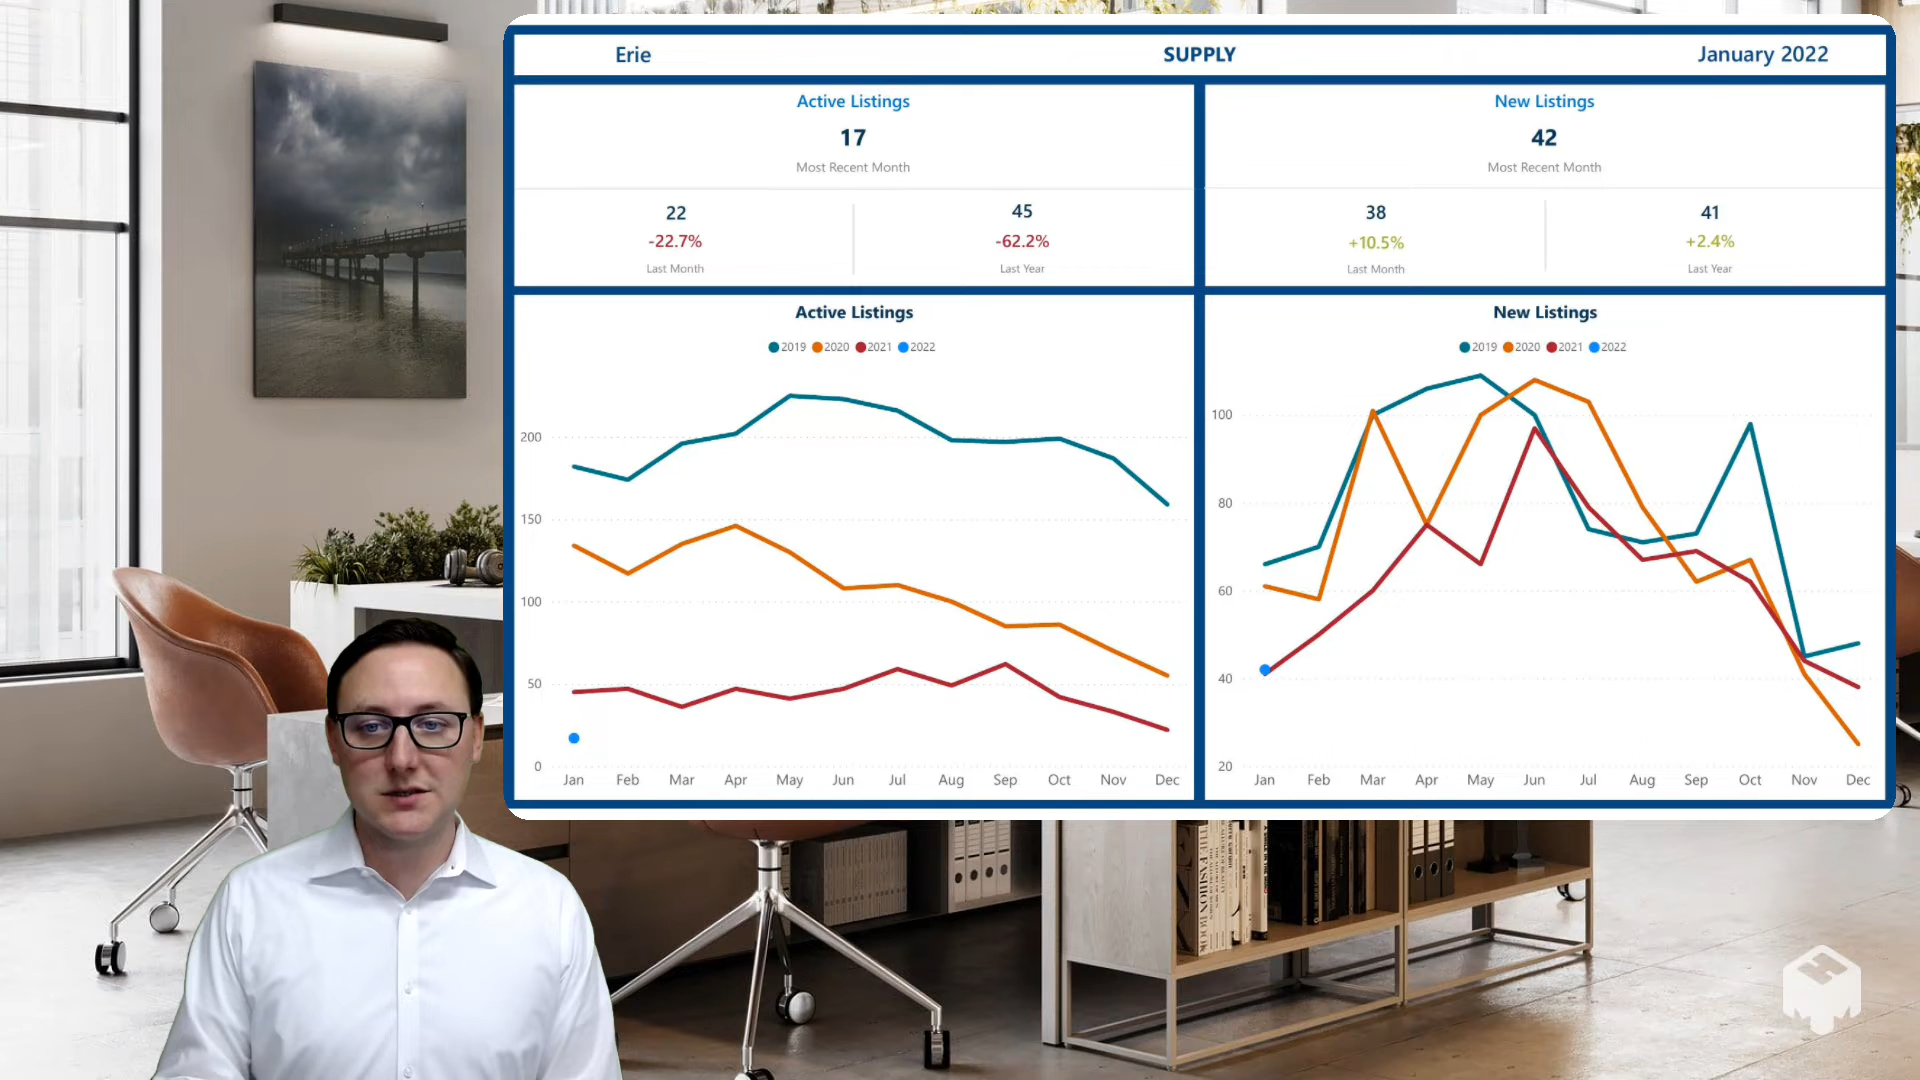 Erie SUPPLY January 2022
Active Listings
17
Most Recent Month
22 45
-22.7% -62.2%
Last Month Last Year
New Listings
42
Most Recent Month
38 41
+10.5% +2.4%
Last Month Last Year
Active Listings
2019 2020 2021 2022
200
150
100
50
0
Jan Feb Mar Apr May Jun Jul Aug Sep Oct Nov Dec
New Listings
2019 2020 2021 2022
100
80
60
40
20
Jan Feb Mar Apr May Jun Jul Aug Sep Oct Nov Dec
THE FASHION BOOK